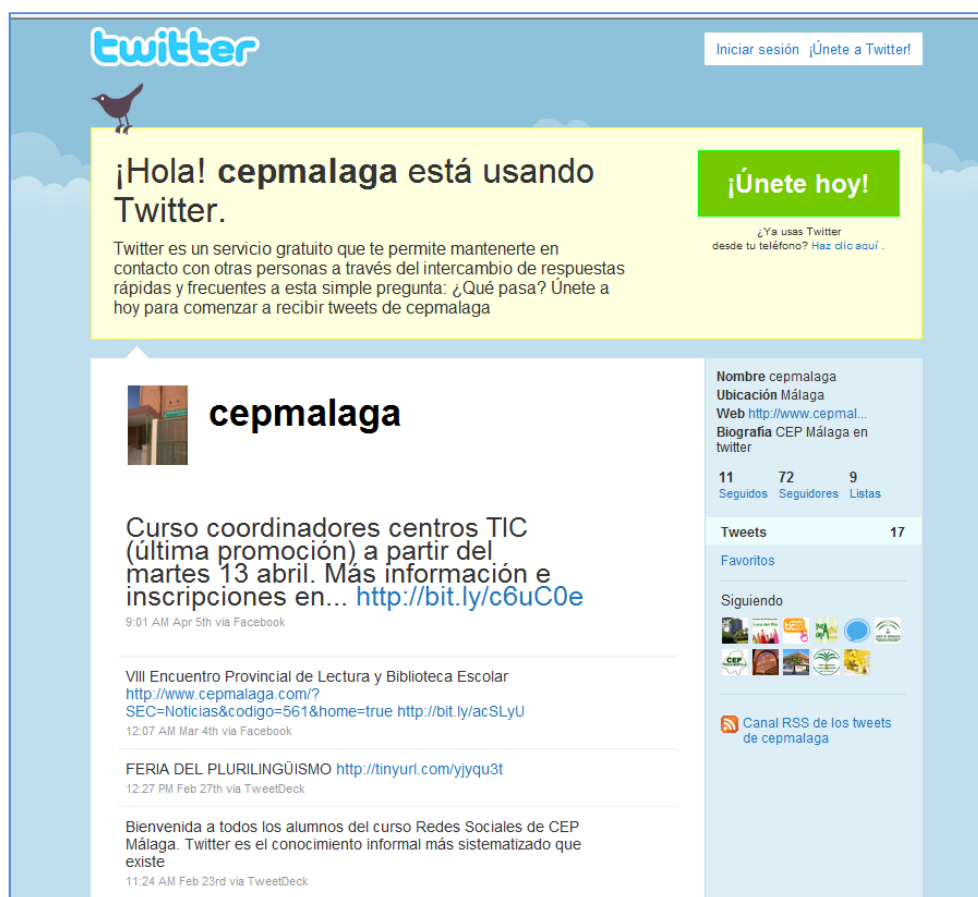 twitter
Iniciar sesión ¡Únete a Twitter!
¡Hola! cepmalaga está usando
Twitter.
Twitter es un servicio gratuito que te permite mantenerte en
contacto con otras personas a través del intercambio de respuestas
rápidas y frecuentes a esta simple pregunta: ¿Qué pasa? Únete a
hoy para comenzar a recibir tweets de cepmalaga
¡Únete hoy!
¿Ya usas Twitter
desde tu teléfono? Haz clic aquí .
cepmalaga
Curso coordinadores centros TIC
(última promoción) a partir del
martes 13 abril. Más información e
inscripciones en... http://bit.ly/c6uC0e
9:01 AM Apr 5th via Facebook
VIII Encuentro Provincial de Lectura y Biblioteca Escolar
http://www.cepmalaga.com/?
SEC=Noticias&codigo=561&home=true http://bit.ly/acSLyU
12:07 AM Mar 4th via Facebook
FERIA DEL PLURILINGÜISMO http://tinyurl.com/yjyqu3t
12:27 PM Feb 27th via TweetDeck
Bienvenida a todos los alumnos del curso Redes Sociales de CEP
Málaga. Twitter es el conocimiento informal más sistematizado que
existe
11:24 AM Feb 23rd via TweetDeck
Nombre cepmalaga
Ubicación Málaga
Web http://www.cepmal...
Biografía CEP Málaga en
twitter
11 72 9
Seguidos Seguidores Listas
Tweets 17
Favoritos
Siguiendo
CEP
Canal RSS de los tweets
de cepmalaga